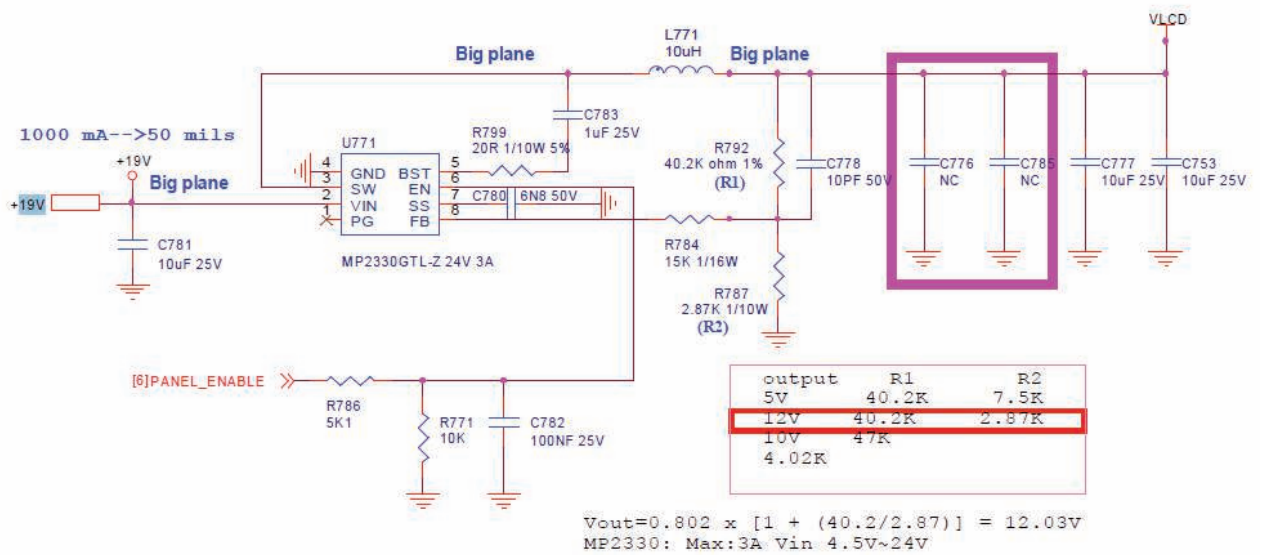 VLCD
L771
10uH
Big plane
Big plane
C783
1uF 25V
1000 mA-->50 mils
U771
R799
20R 1/10W 5%
R792
40.2K ohm 1%
(R1)
C778
10PF 50V
C776
NC
C785
NC
C777
10uF 25V
C753
10uF 25V
+19V
Big plane
+19V
4 GND BST 5
3 SW EN 6
2 VIN SS 7
1 PG FB 8
C780
6N8 50V
C781
10uF 25V
MP2330GTL-Z 24V 3A
R784
15K 1/16W
R787
2.87K 1/10W
(R2)
[6]PANEL_ENABLE
R786
5K1
R771
10K
C782
100NF 25V
output R1 R2
5V 40.2K 7.5K
12V 40.2K 2.87K
10V 47K
4.02K
Vout=0.802 x [1 + (40.2/2.87)] = 12.03V
MP2330: Max:3A Vin 4.5V~24V